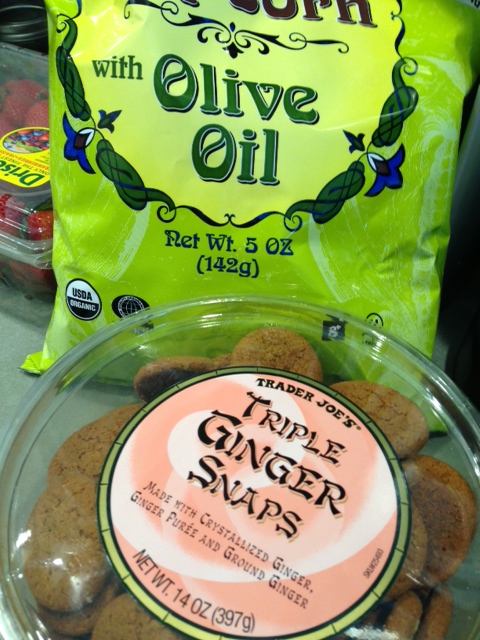 Corn
with Olive
Oil
Net Wt. 5 OZ
(142g)
USDA
ORGANIC
TRADER JOE'S
TRIPLE
GINGER
SNAPS
MADE WITH CRYSTALLIZED GINGER,
GINGER PURÉE AND GROUND GINGER
NET WT. 14 OZ (397g)